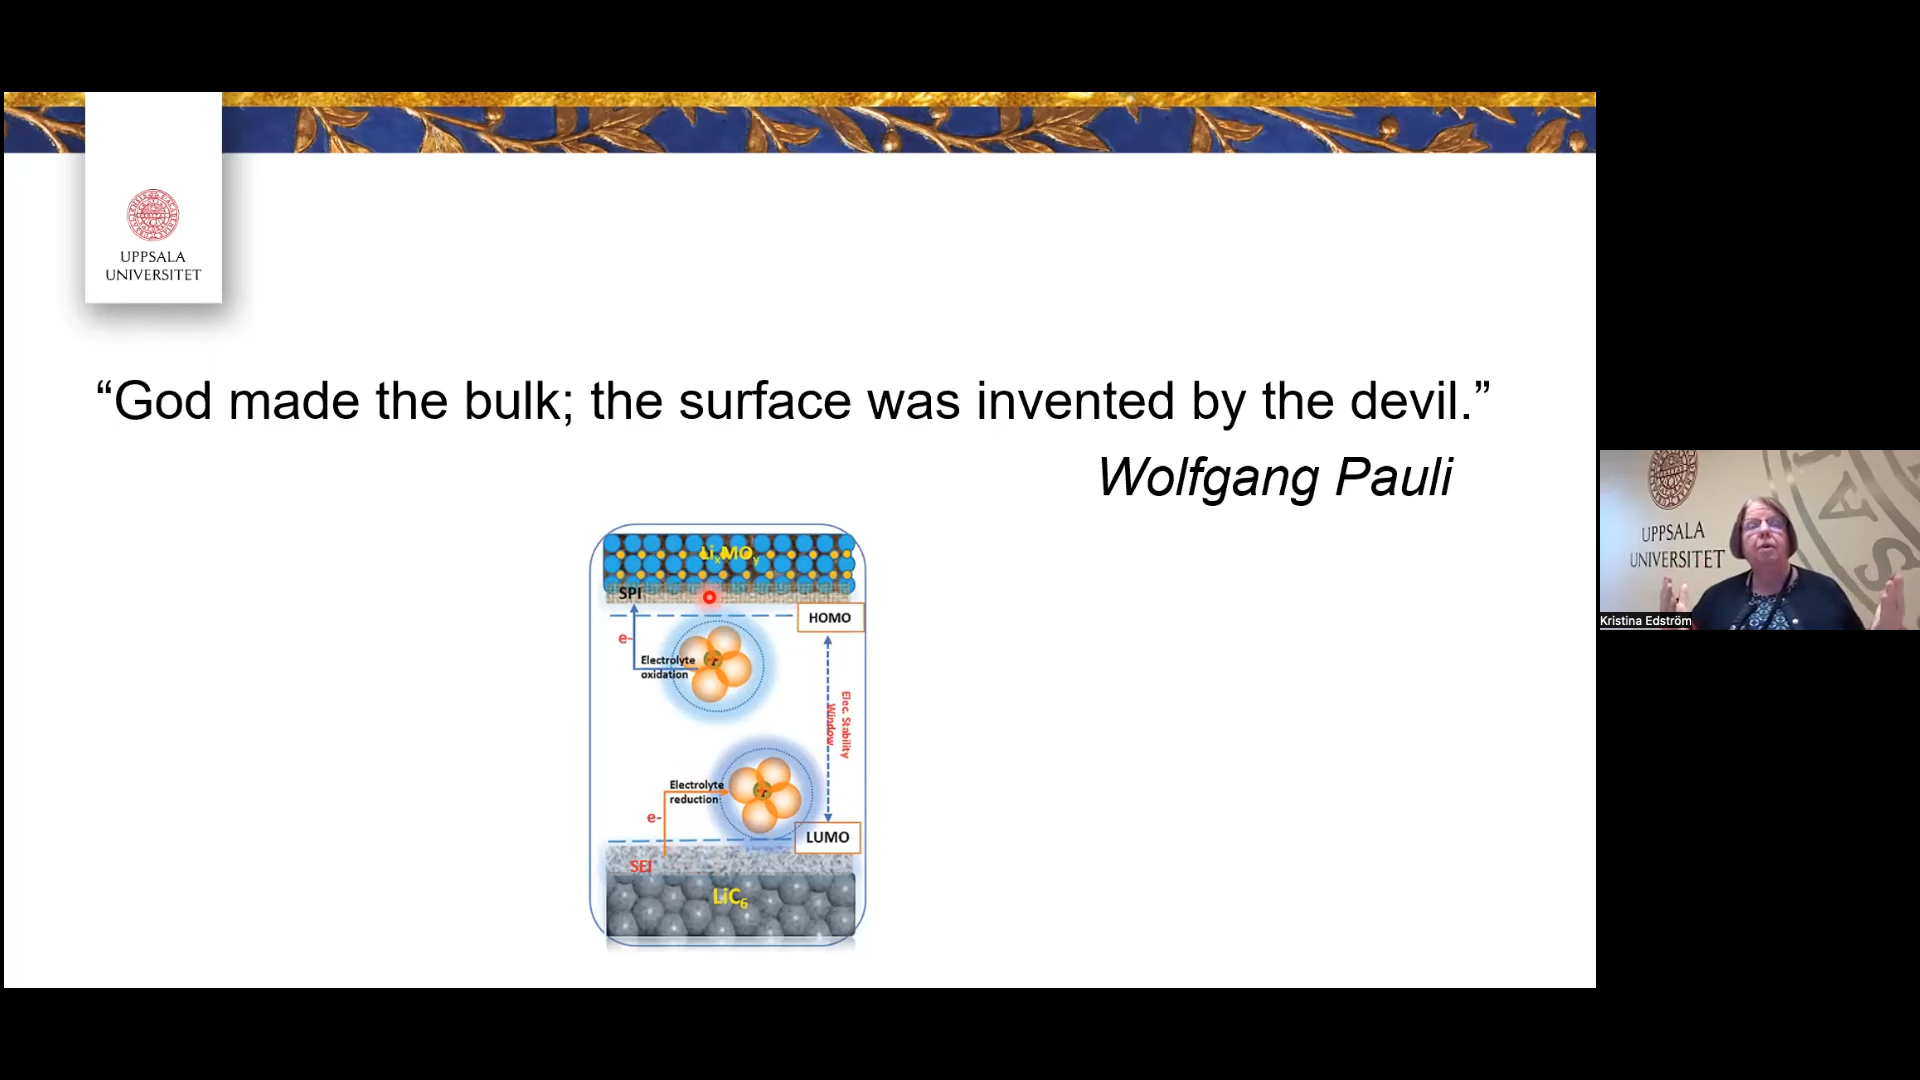 UPPSALA
UNIVERSITET
“God made the bulk; the surface was invented by the devil.”
Wolfgang Pauli
LiₓMOᵧ
SPI
HOMO
e-
Electrolyte
oxidation
Elec. Stability
Window
Electrolyte
reduction
e-
LUMO
SEI
LiC₆
UPPSALA
UNIVERSITET
Kristina Edström